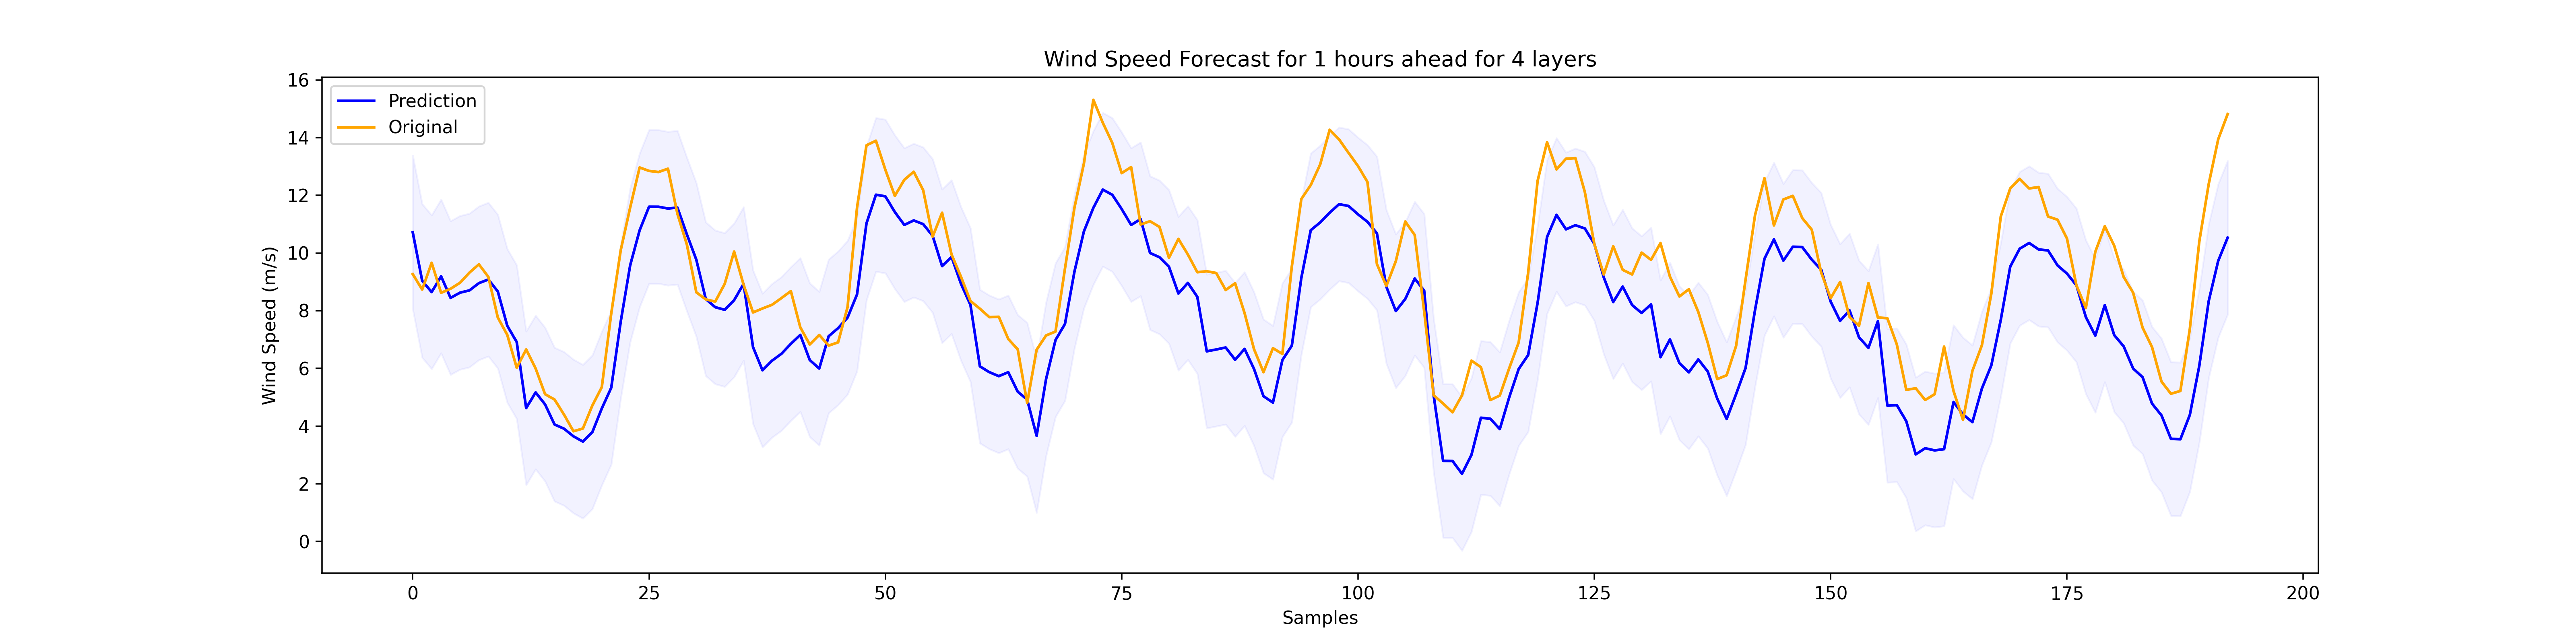 Wind Speed Forecast for 1 hours ahead for 4 layers
Prediction
Original
Wind Speed (m/s)
16
14
12
10
8
6
4
2
0
0 25 50 75 100 125 150 175 200
Samples